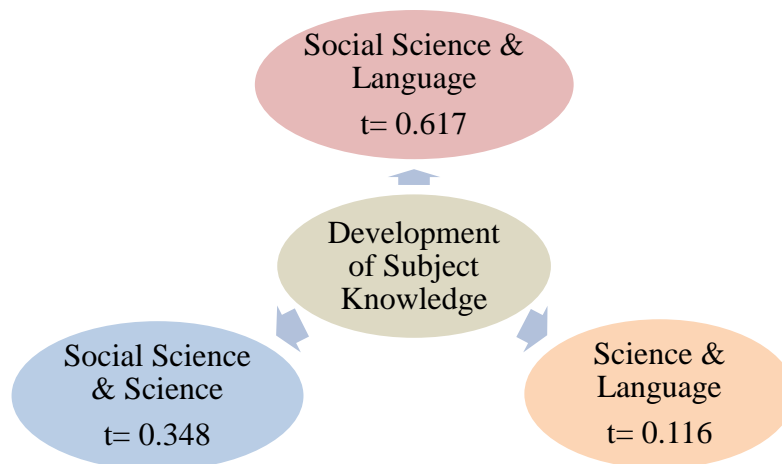 Social Science &
Language
t= 0.617
Development
of Subject
Knowledge
Social Science
& Science
t= 0.348
Science &
Language
t= 0.116